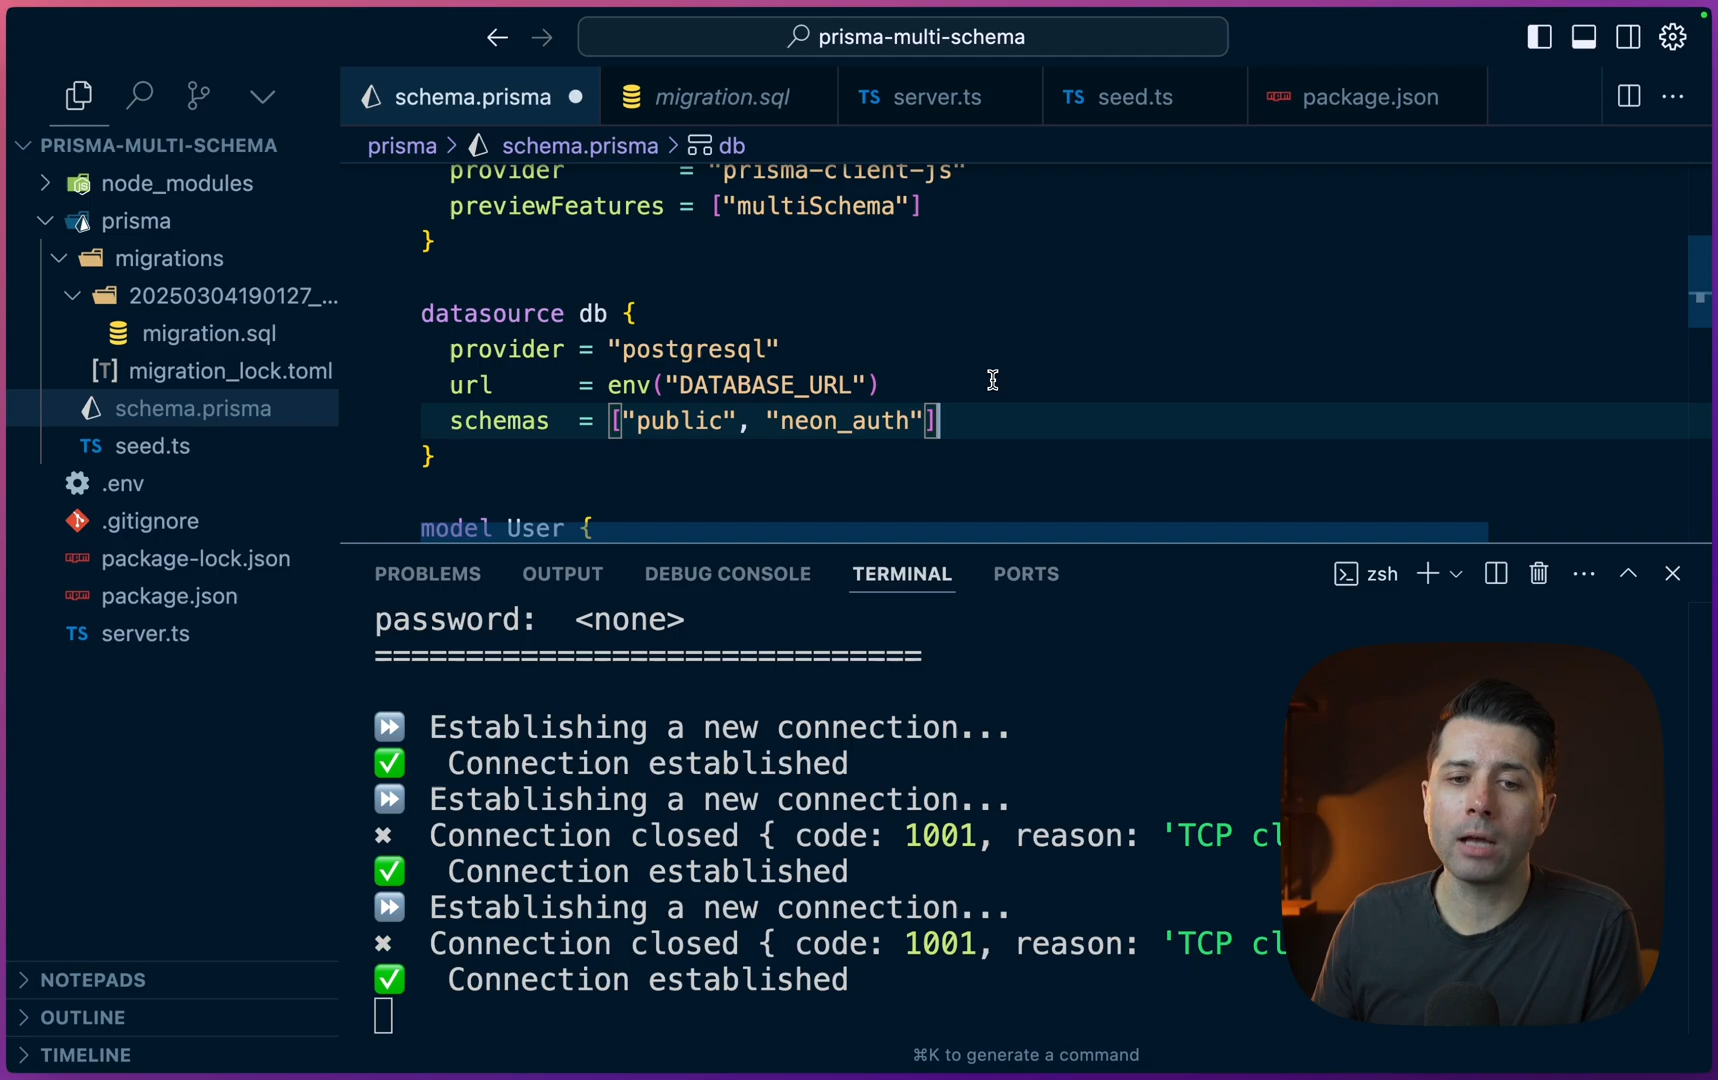 prisma-multi-schema
schema.prisma
migration.sql
TS server.ts
TS seed.ts
package.json
prisma > schema.prisma > db
PRISMA-MULTI-SCHEMA
node_modules
prisma
migrations
20250304190127_...
migration.sql
[T] migration_lock.toml
schema.prisma
TS seed.ts
.env
.gitignore
package-lock.json
package.json
TS server.ts
NOTEPADS
OUTLINE
TIMELINE
provider = "prisma-client-js"
previewFeatures = ["multiSchema"]
}
datasource db {
provider = "postgresql"
url = env("DATABASE_URL")
schemas = ["public", "neon_auth"]
}
model User {
PROBLEMS OUTPUT DEBUG CONSOLE TERMINAL PORTS
zsh
password: <none>
==============================
Establishing a new connection...
Connection established
Establishing a new connection...
Connection closed { code: 1001, reason: 'TCP cl
Connection established
Establishing a new connection...
Connection closed { code: 1001, reason: 'TCP cl
Connection established
⌘K to generate a command